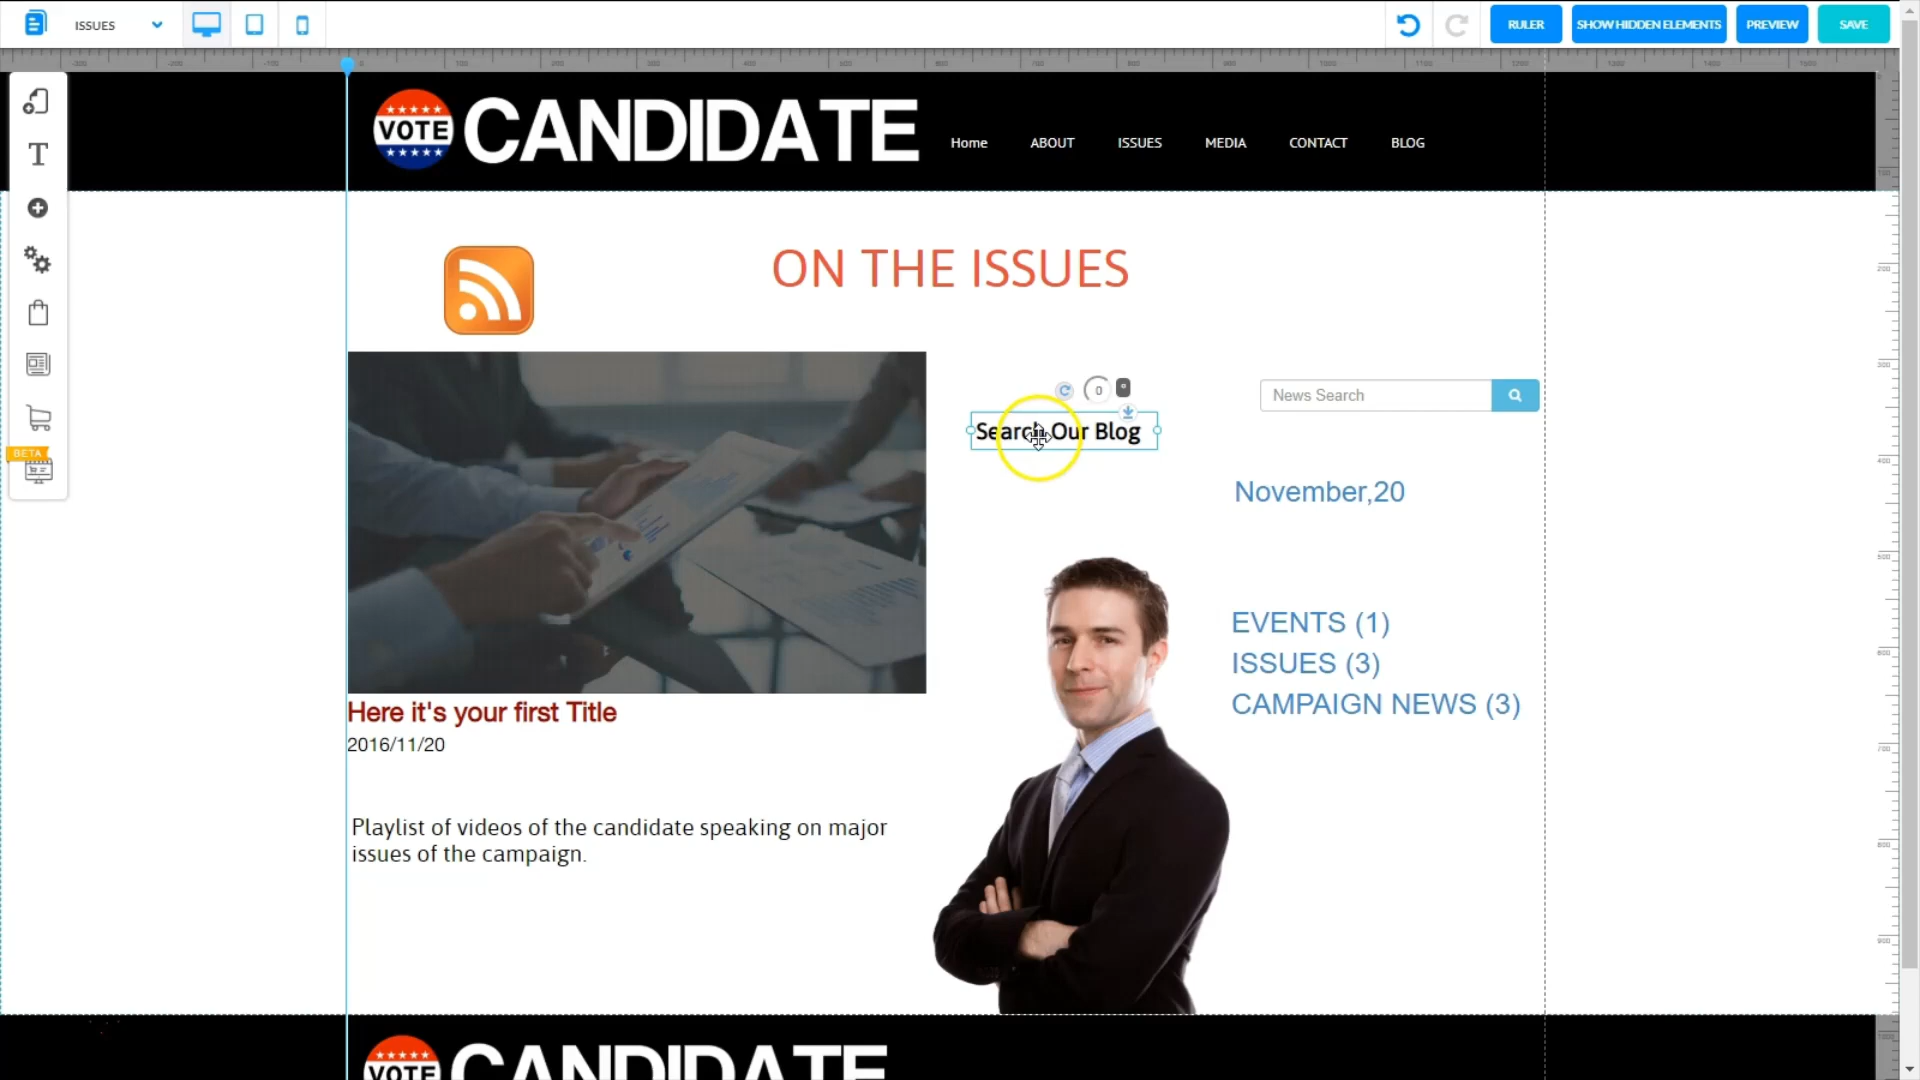 ISSUES
RULER
SHOW HIDDEN ELEMENTS
PREVIEW
SAVE
VOTE
CANDIDATE
Home
ABOUT
ISSUES
MEDIA
CONTACT
BLOG
ON THE ISSUES
BETA
0
News Search
Search Our Blog
November,20
EVENTS (1)
ISSUES (3)
CAMPAIGN NEWS (3)
Here it's your first Title
2016/11/20
Playlist of videos of the candidate speaking on major
issues of the campaign.
VOTE
CANDIDATE